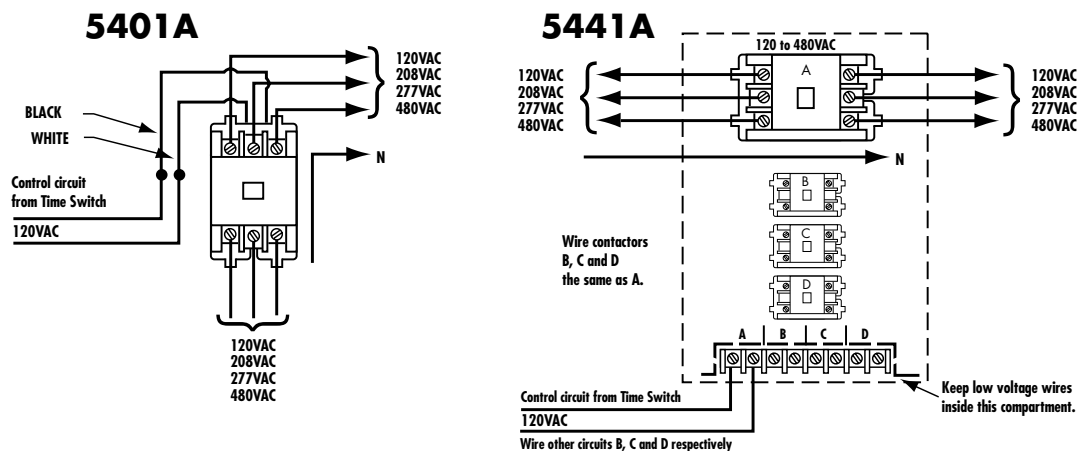 5401A
120VAC
208VAC
277VAC
480VAC
BLACK
WHITE
N
Control circuit
from Time Switch
120VAC
120VAC
208VAC
277VAC
480VAC
5441A
120 to 480VAC
A
120VAC
208VAC
277VAC
480VAC
120VAC
208VAC
277VAC
480VAC
N
B
Wire contactors
B, C and D
the same as A.
C
D
A B C D
Keep low voltage wires
inside this compartment.
Control circuit from Time Switch
120VAC
Wire other circuits B, C and D respectively